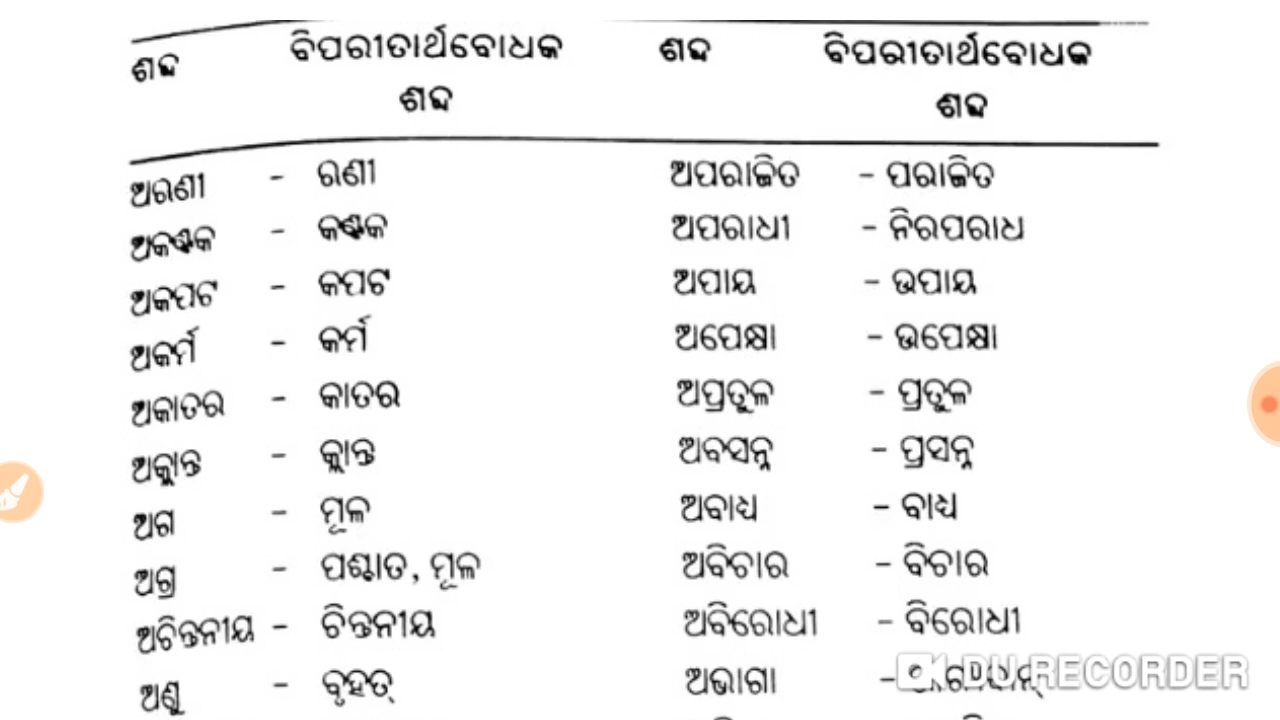 ଶବ୍ଦ ବିପରୀତାର୍ଥବୋଧକ ଶବ୍ଦ ବିପରୀତାର୍ଥବୋଧକ
ଶବ୍ଦ ଶବ୍ଦ
ଅଋଣୀ - ଋଣୀ ଅପରାଜିତ - ପରାଜିତ
ଅକଣ୍ଟକ - କଣ୍ଟକ ଅପରାଧୀ - ନିରପରାଧ
ଅକପଟ - କପଟ ଅପାୟ - ଉପାୟ
ଅକର୍ମ - କର୍ମ ଅପେକ୍ଷା - ଉପେକ୍ଷା
ଅକାତର - କାତର ଅପ୍ରତୁଳ - ପ୍ରତୁଳ
ଅକ୍ଲାନ୍ତ - କ୍ଲାନ୍ତ ଅବସନ୍ନ - ପ୍ରସନ୍ନ
ଅଗ - ମୂଳ ଅବାଧ୍ୟ - ବାଧ୍ୟ
ଅଗ୍ର - ପଶ୍ଚାତ, ମୂଳ ଅବିଚାର - ବିଚାର
ଅଚିନ୍ତନୀୟ - ଚିନ୍ତନୀୟ ଅବିରୋଧୀ - ବିରୋଧୀ
ଅଣୁ - ବୃହତ୍ ଅଭାଗା -
DU RECORDER